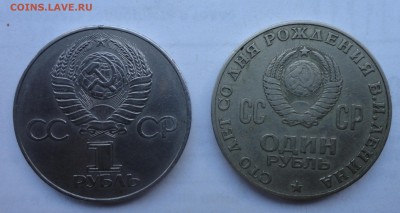 COINS.LAVE.RU
СС СР
1
РУБЛЬ
СТО ЛЕТ СО ДНЯ РОЖДЕНИЯ В.И.ЛЕНИНА
СС СР
ОДИН
РУБЛЬ